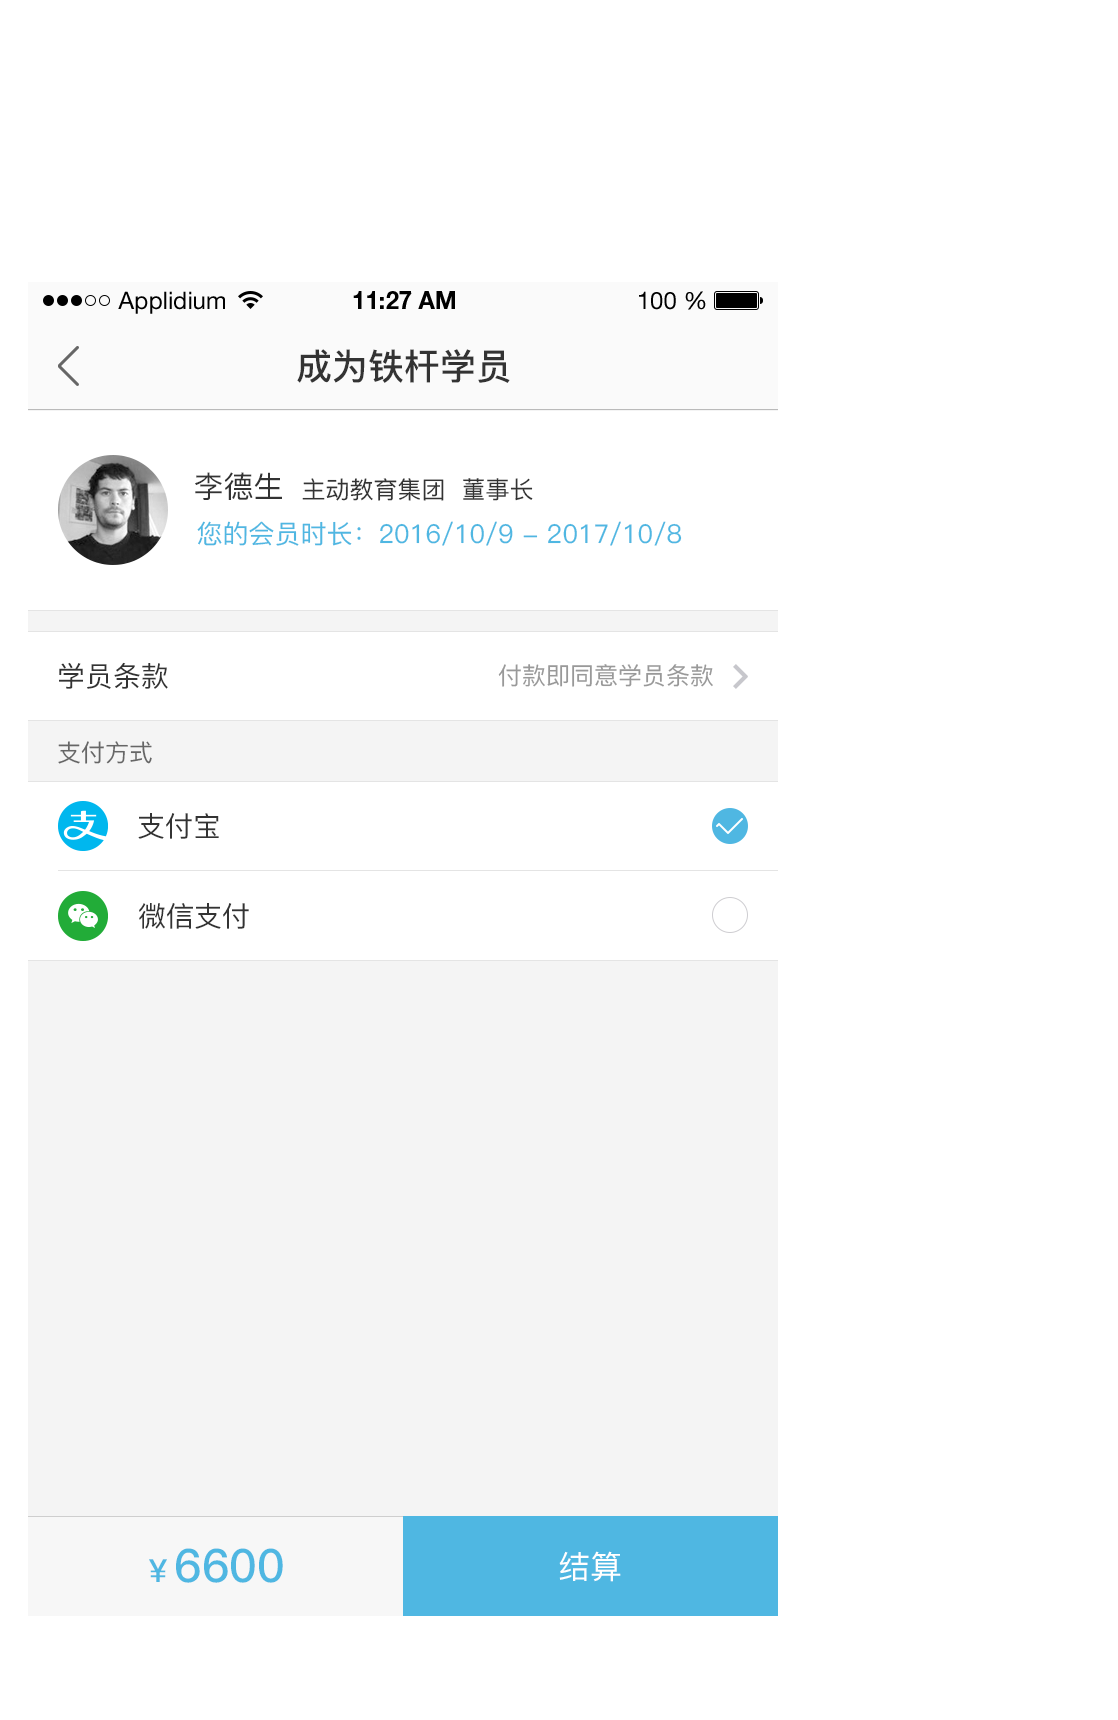 Applidium 11:27 AM 100 %
成为铁杆学员
李德生 主动教育集团 董事长
您的会员时长：2016/10/9 – 2017/10/8
学员条款 付款即同意学员条款
支付方式
支 支付宝
微信支付
¥ 6600 结算